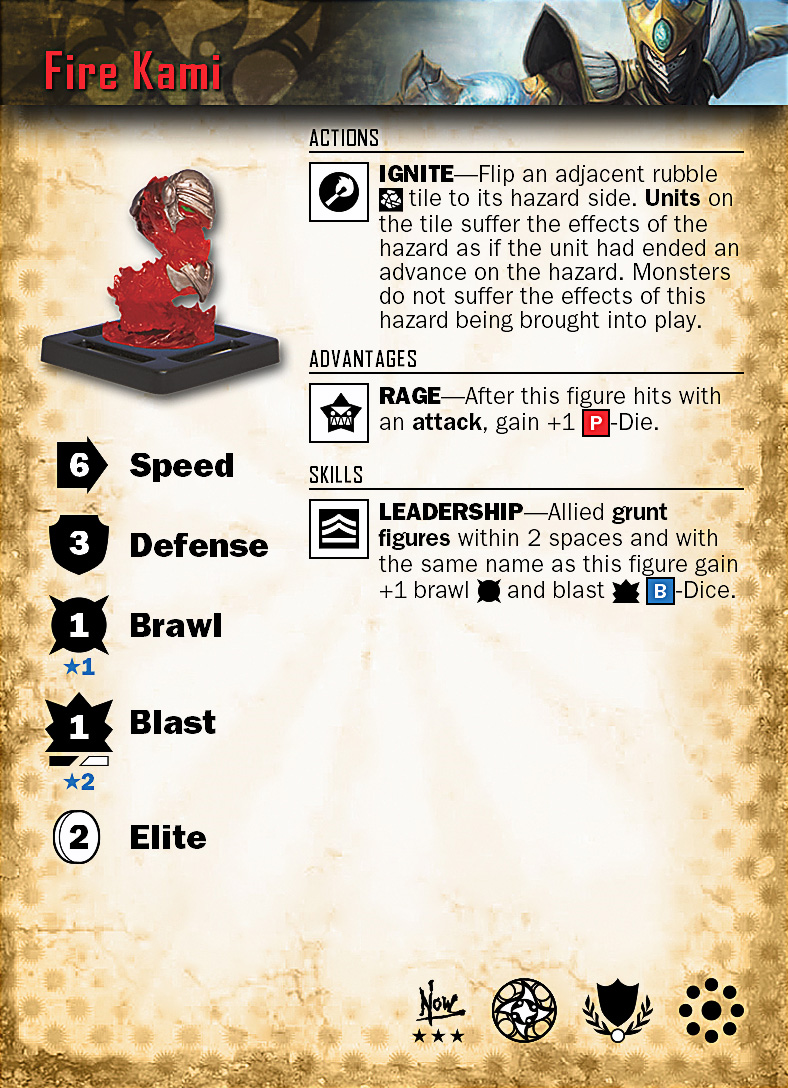 Fire Kami
ACTIONS
IGNITE—Flip an adjacent rubble
tile to its hazard side. Units on
the tile suffer the effects of the
hazard as if the unit had ended an
advance on the hazard. Monsters
do not suffer the effects of this
hazard being brought into play.
ADVANTAGES
RAGE—After this figure hits with
an attack, gain +1 P-Die.
SKILLS
LEADERSHIP—Allied grunt
figures within 2 spaces and with
the same name as this figure gain
+1 brawl and blast B-Dice.
6 Speed
3 Defense
1 Brawl
★1
1 Blast
★2
2 Elite
Now
★★★